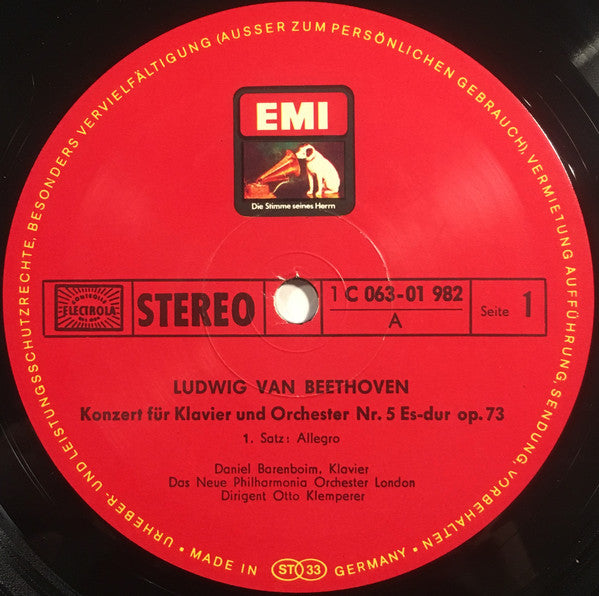 URHEBER- UND LEISTUNGSSCHUTZRECHTE, BESONDERS VERVIELFÄLTIGUNG (AUSSER ZUM PERSÖNLICHEN GEBRAUCH), VERMIETUNG AUFFÜHRUNG, SENDUNG, VORBEHALTEN •
EMI
Die Stimme seines Herrn
ELECTROLA
STEREO
1 C 063-01 982
A
Seite 1
LUDWIG VAN BEETHOVEN
Konzert für Klavier und Orchester Nr. 5 Es-dur op. 73
1. Satz: Allegro
Daniel Barenboim, Klavier
Das Neue Philharmonia Orchester London
Dirigent Otto Klemperer
• MADE IN ST 33 GERMANY •